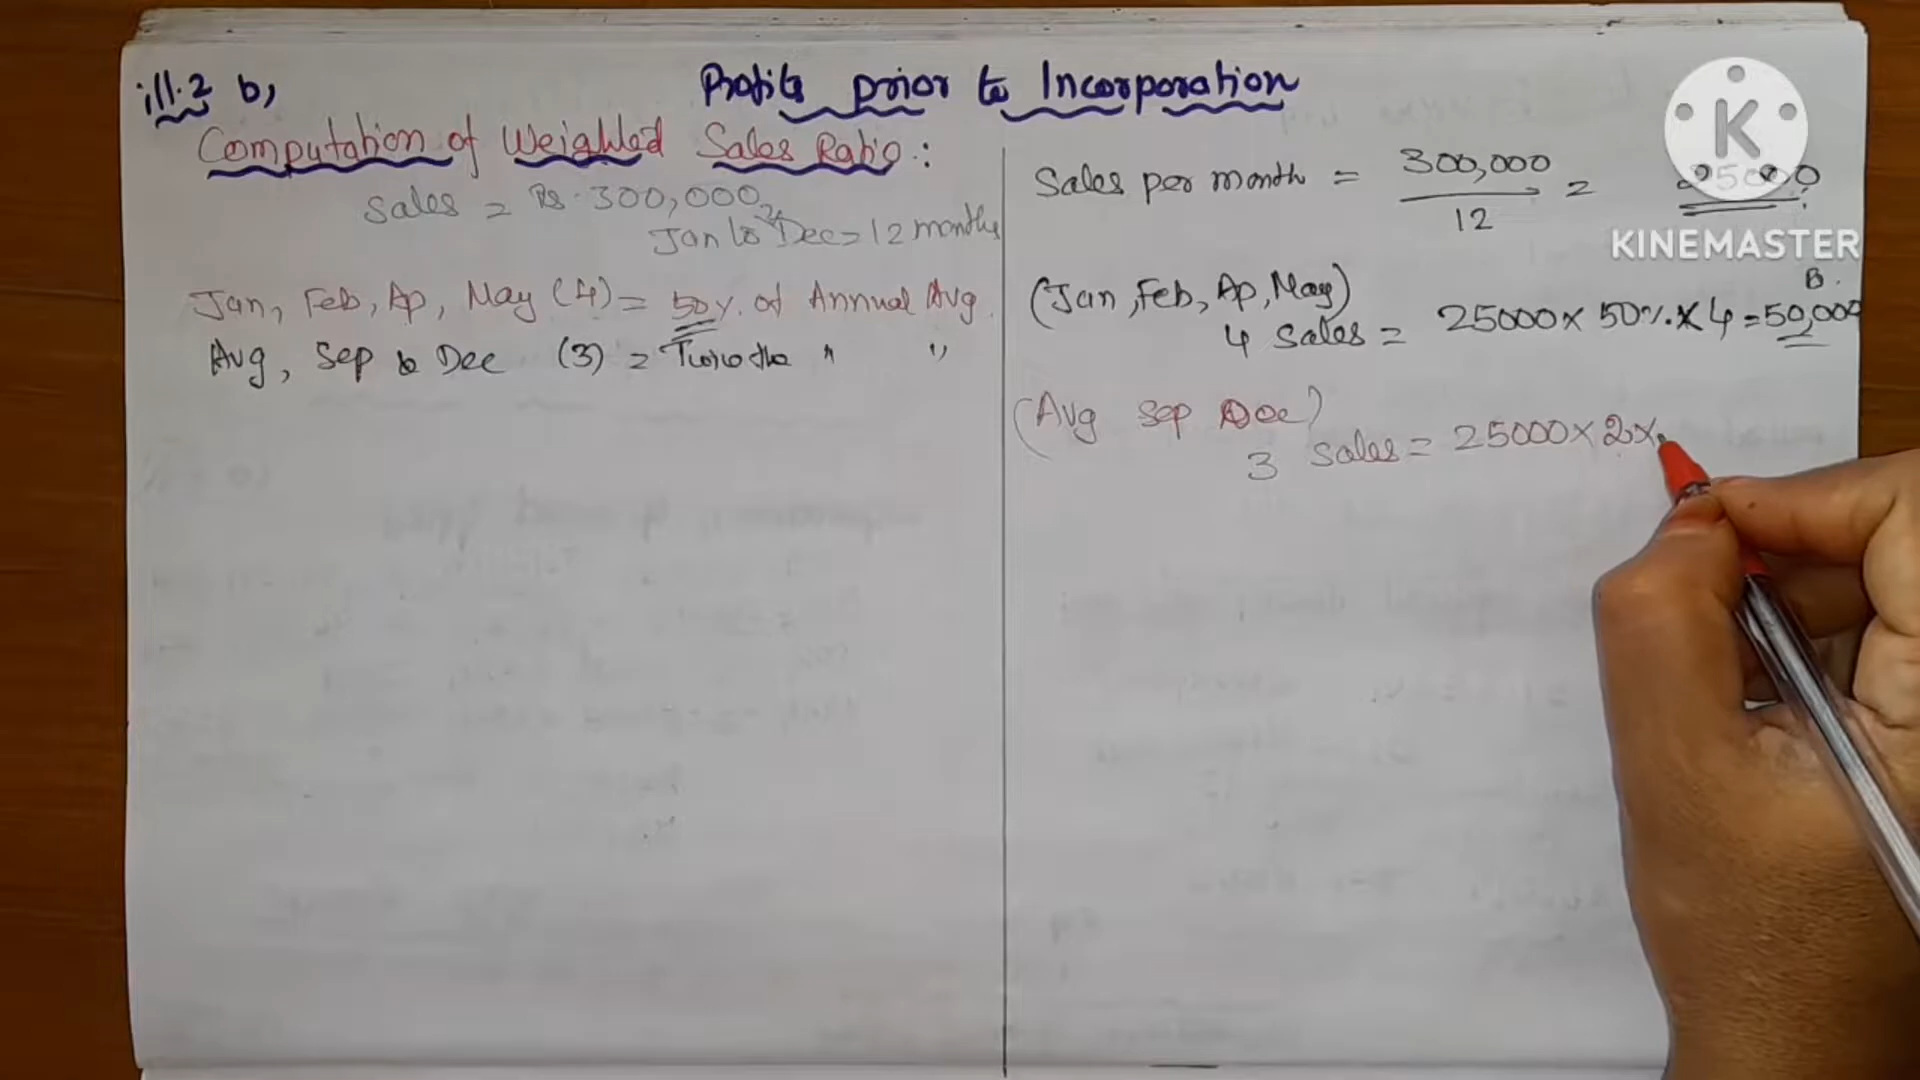 ill.2 b, Profits prior to Incorporation
Computation of Weighted Sales Ratio :
Sales = Rs. 300,000
Jan to Dec = 12 months
Jan, Feb, Ap, May (4) = 50% of Annual Avg.
Aug, Sep & Dec (3) = Twice the " "
Sales per month = 300,000 / 12 = 25000
K
KINEMASTER
(Jan, Feb, Ap, May)
4 Sales = 25000 x 50% x 4 = 50,000
(Aug Sep Dec)
3 Sales = 25000 x 2 x